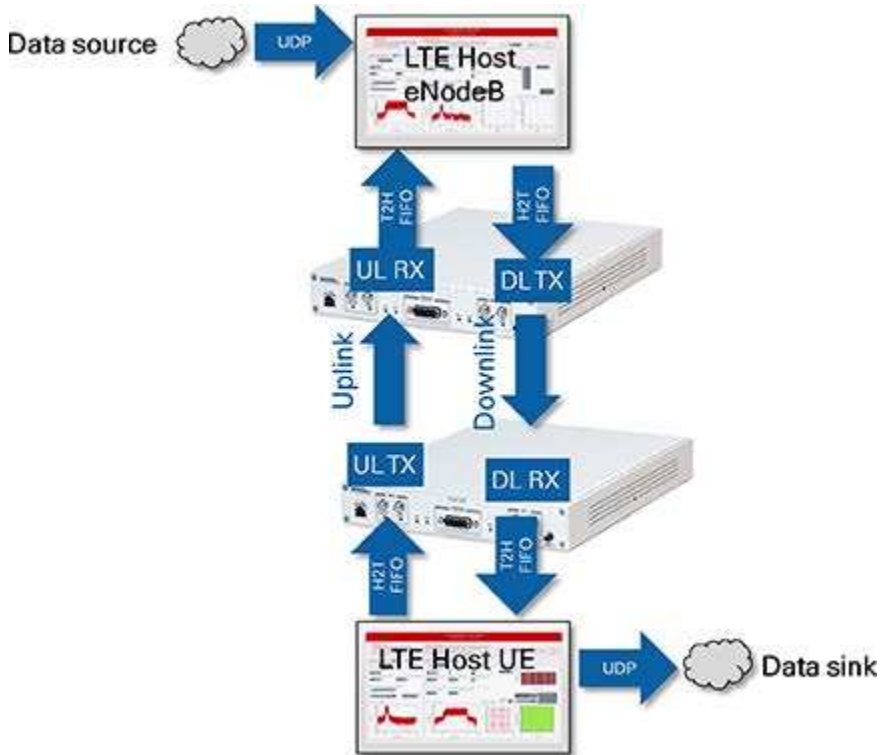 Data source
UDP
LTE Host
eNodeB
T2H
FIFO
H2T
FIFO
UL RX
DL TX
Uplink
Downlink
UL TX
DL RX
H2T
FIFO
T2H
FIFO
LTE Host UE
UDP
Data sink